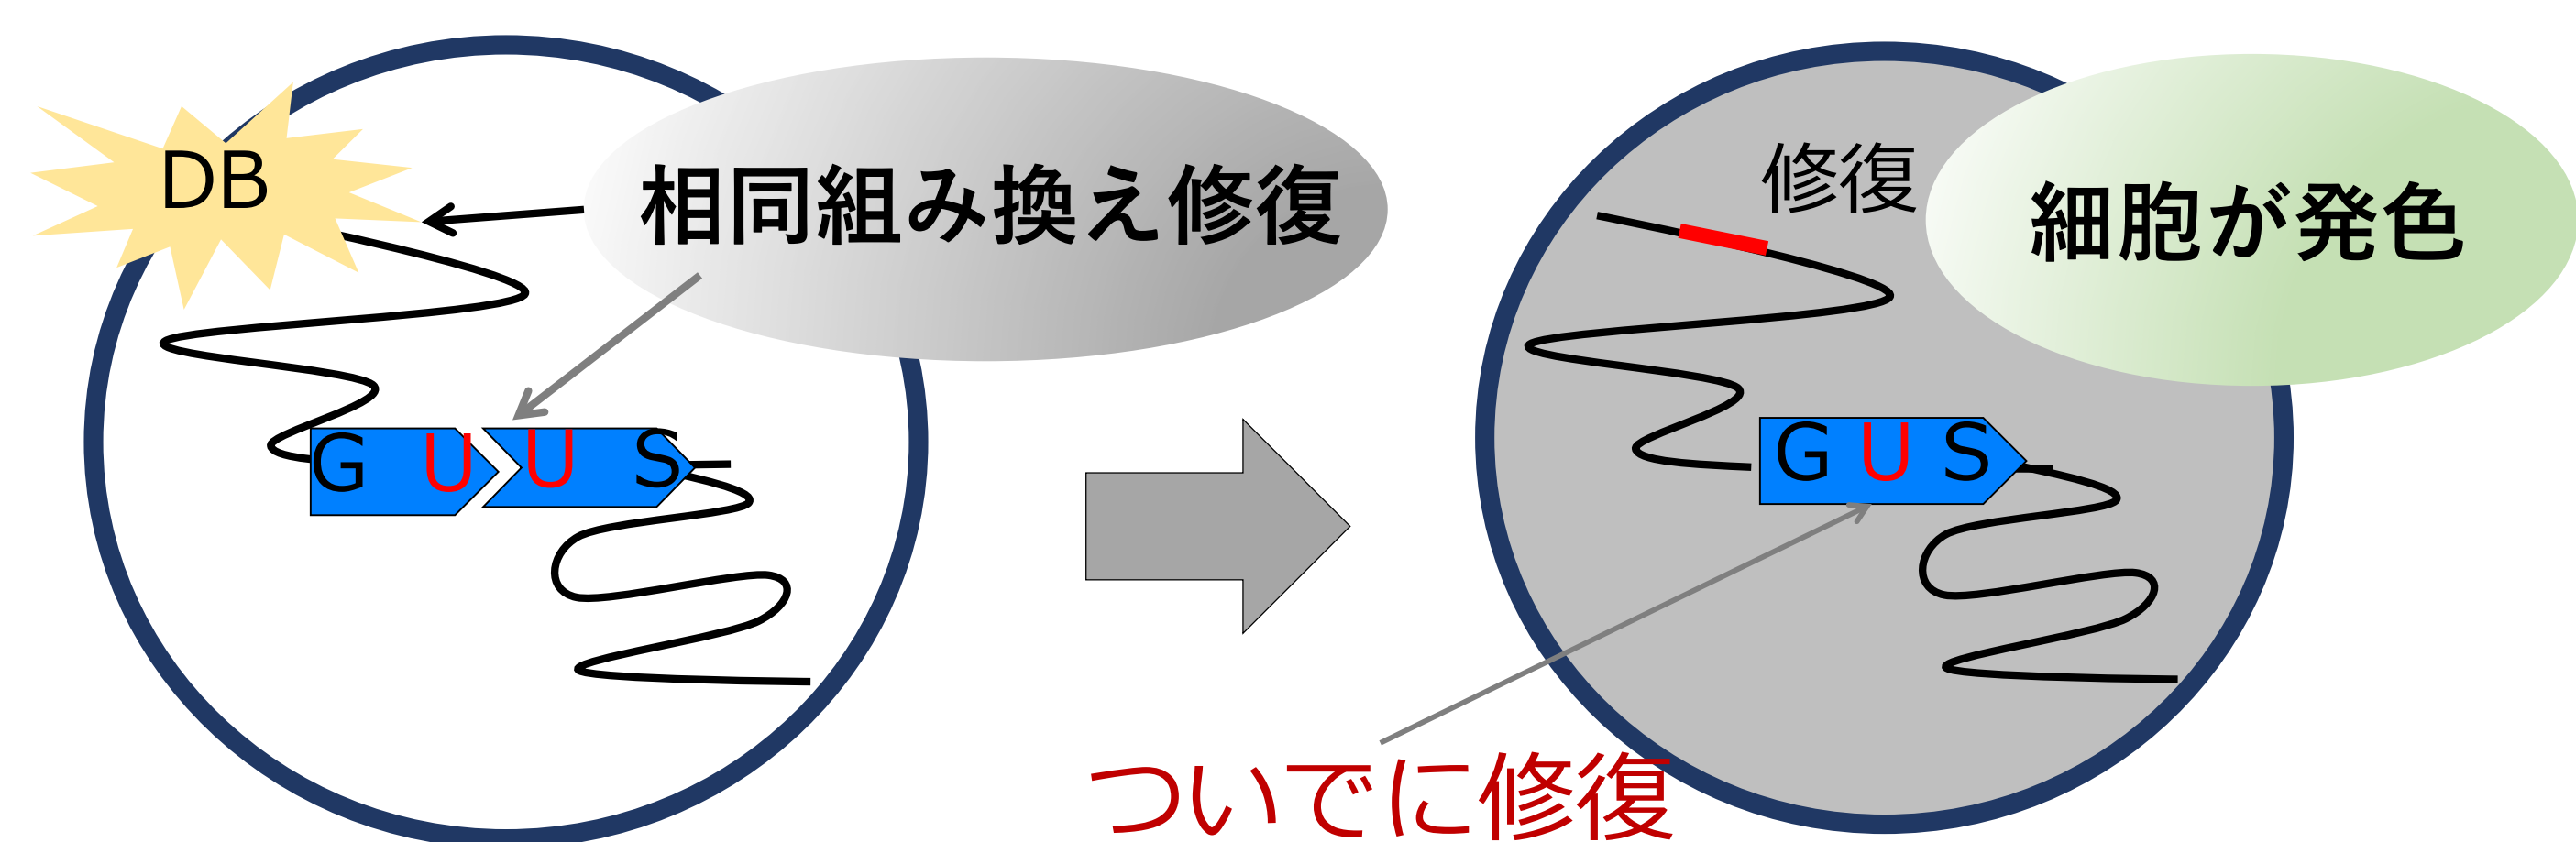 DB
相同組み換え修復
G U U S
修復
細胞が発色
G U S
ついでに修復